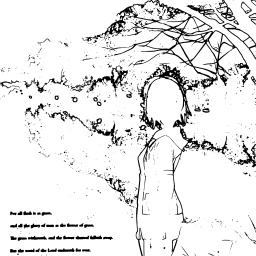 For all flesh is as grass,
and all the glory of man as the flower of grass.
The grass withereth, and the flower thereof falleth away.
But the word of the Lord endureth for ever.